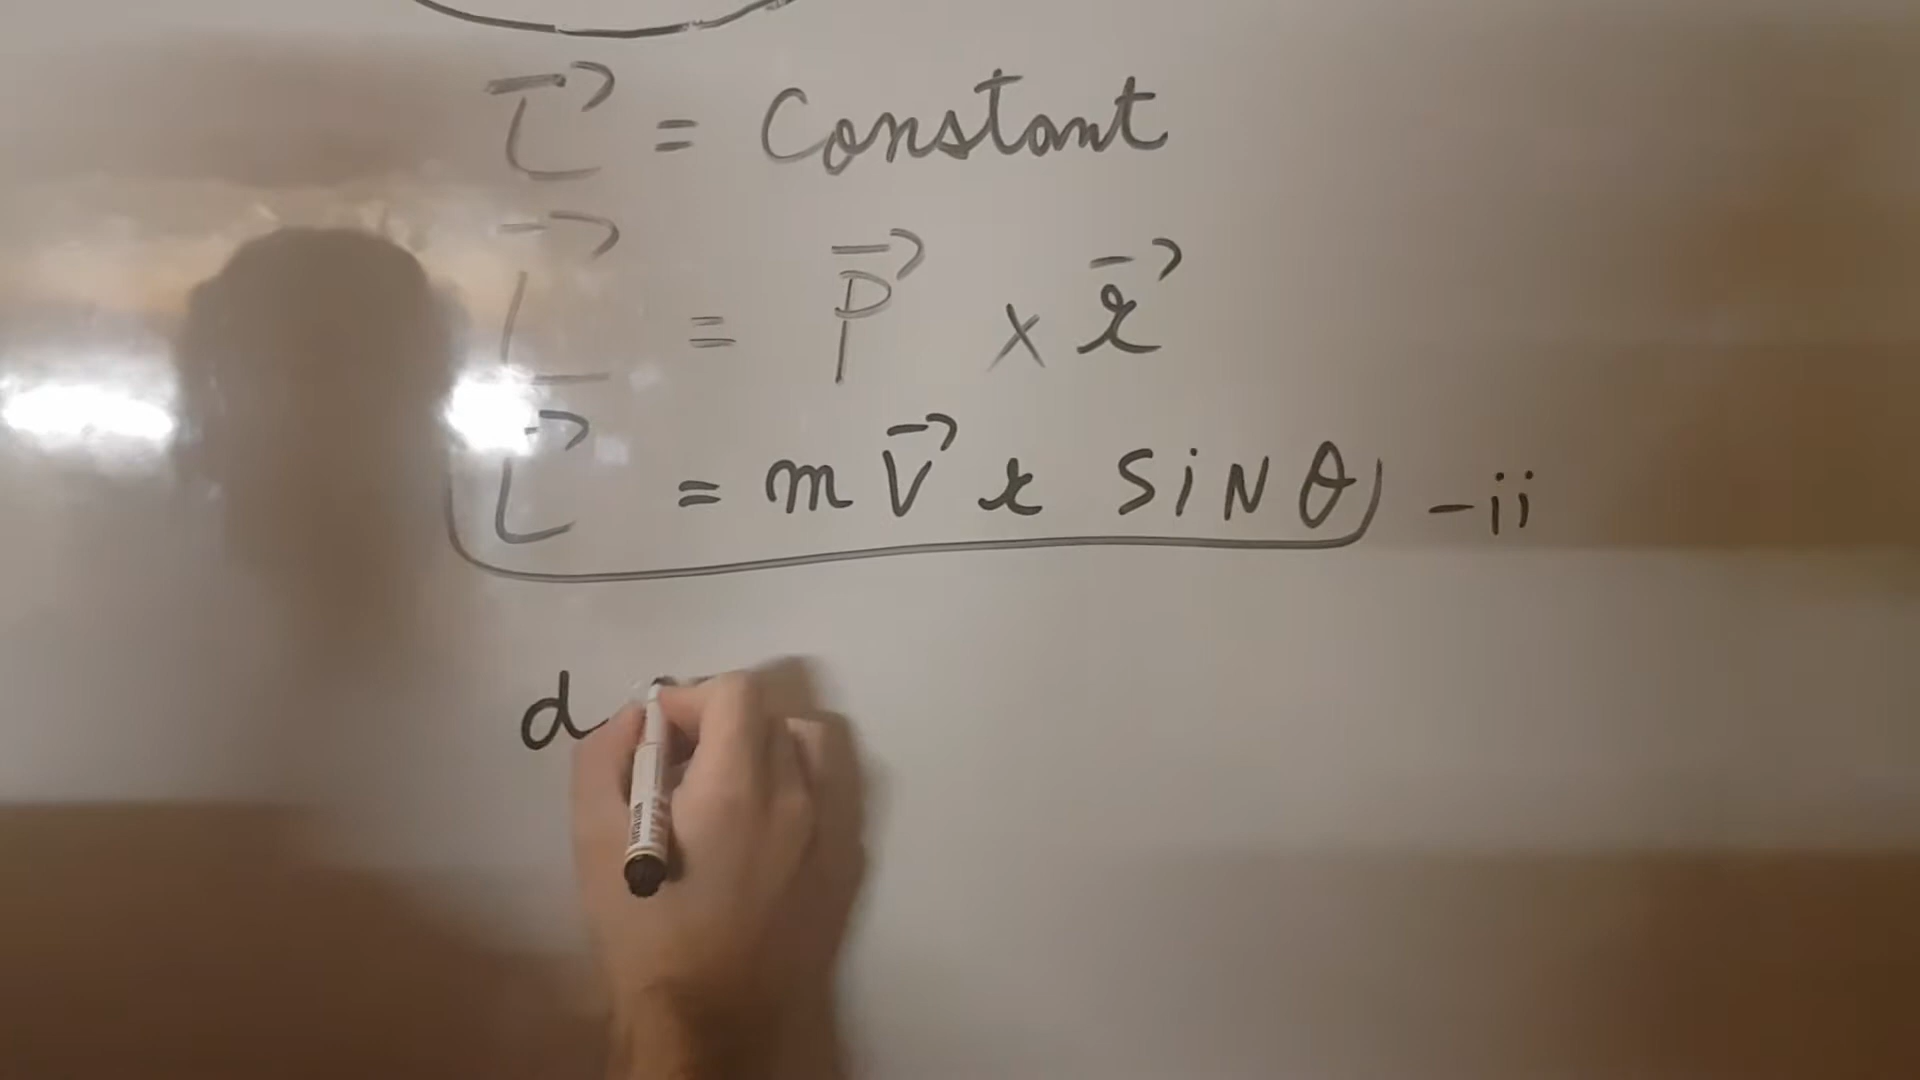 L⃗ = Constant
L⃗ = P⃗ × r⃗
L⃗ = m V⃗ r SiN θ - ii
d